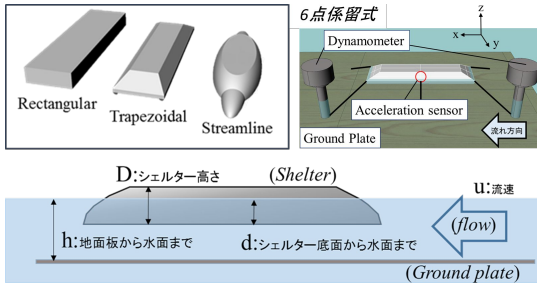 Rectangular
Trapezoidal
Streamline
6点係留式
z
x
y
Dynamometer
Acceleration sensor
Ground Plate
流れ方向
D:シェルター高さ
(Shelter)
u:流速
(flow)
h:地面板から水面まで
d:シェルター底面から水面まで
(Ground plate)